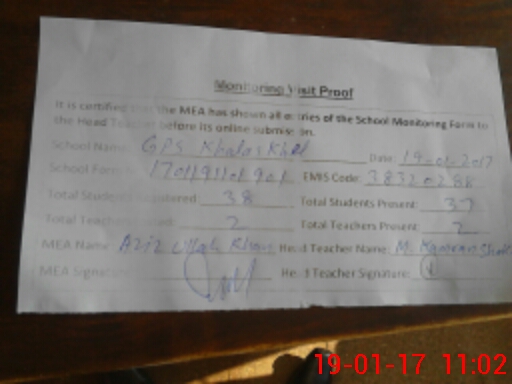 Monitoring Visit Proof
It is certified that the MEA has shown all entries of the School Monitoring Form to
the Head Teacher before its online submission.
School Name: GPS Khalas Khel Date: 19-01-2017
School Form EMIS Code: 38320288
Total Students Registered: 38 Total Students Present: 37
Total Teachers 2 Total Teachers Present: 2
MEA Name: Aziz Ullah Khan Head Teacher Name: M. Kamran
MEA Signature Head Teacher Signature:
19-01-17 11:02